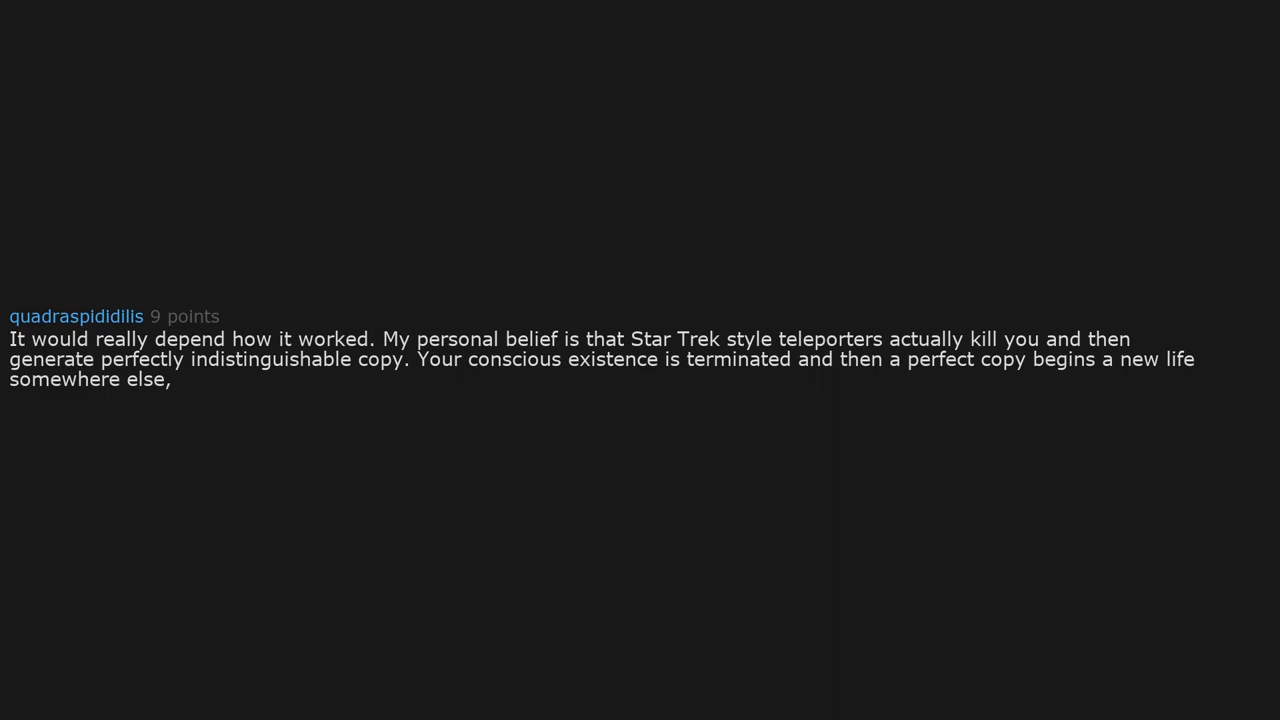 quadraspididilis 9 points
It would really depend how it worked. My personal belief is that Star Trek style teleporters actually kill you and then
generate perfectly indistinguishable copy. Your conscious existence is terminated and then a perfect copy begins a new life
somewhere else,